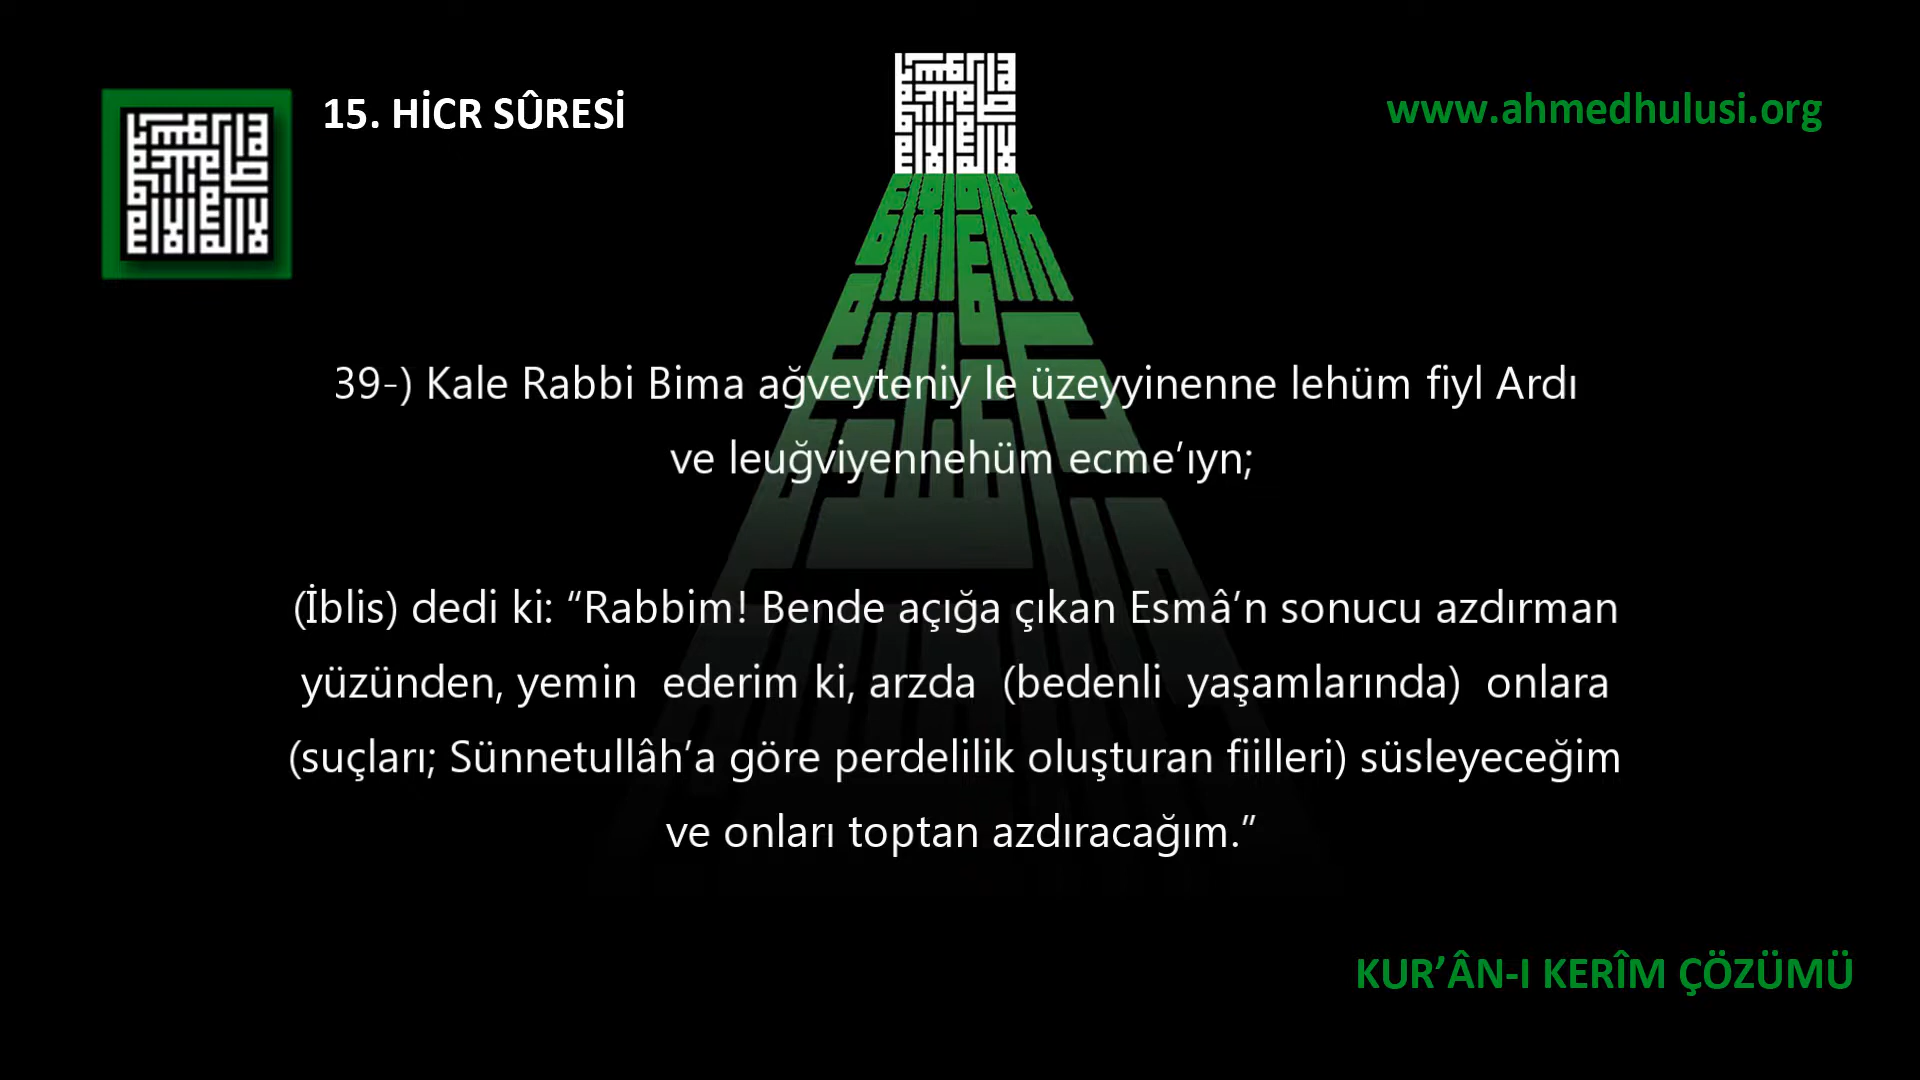 15. HİCR SÛRESİ
www.ahmedhulusi.org
39-) Kale Rabbi Bima ağveyteniy le üzeyyinenne lehüm fiyl Ardı
ve leuğviyennehüm ecme’ıyn;
(İblis) dedi ki: “Rabbim! Bende açığa çıkan Esmâ’n sonucu azdırman
yüzünden, yemin ederim ki, arzda (bedenli yaşamlarında) onlara
(suçları; Sünnetullâh’a göre perdelilik oluşturan fiilleri) süsleyeceğim
ve onları toptan azdıracağım.”
KUR’ÂN-I KERÎM ÇÖZÜMÜ